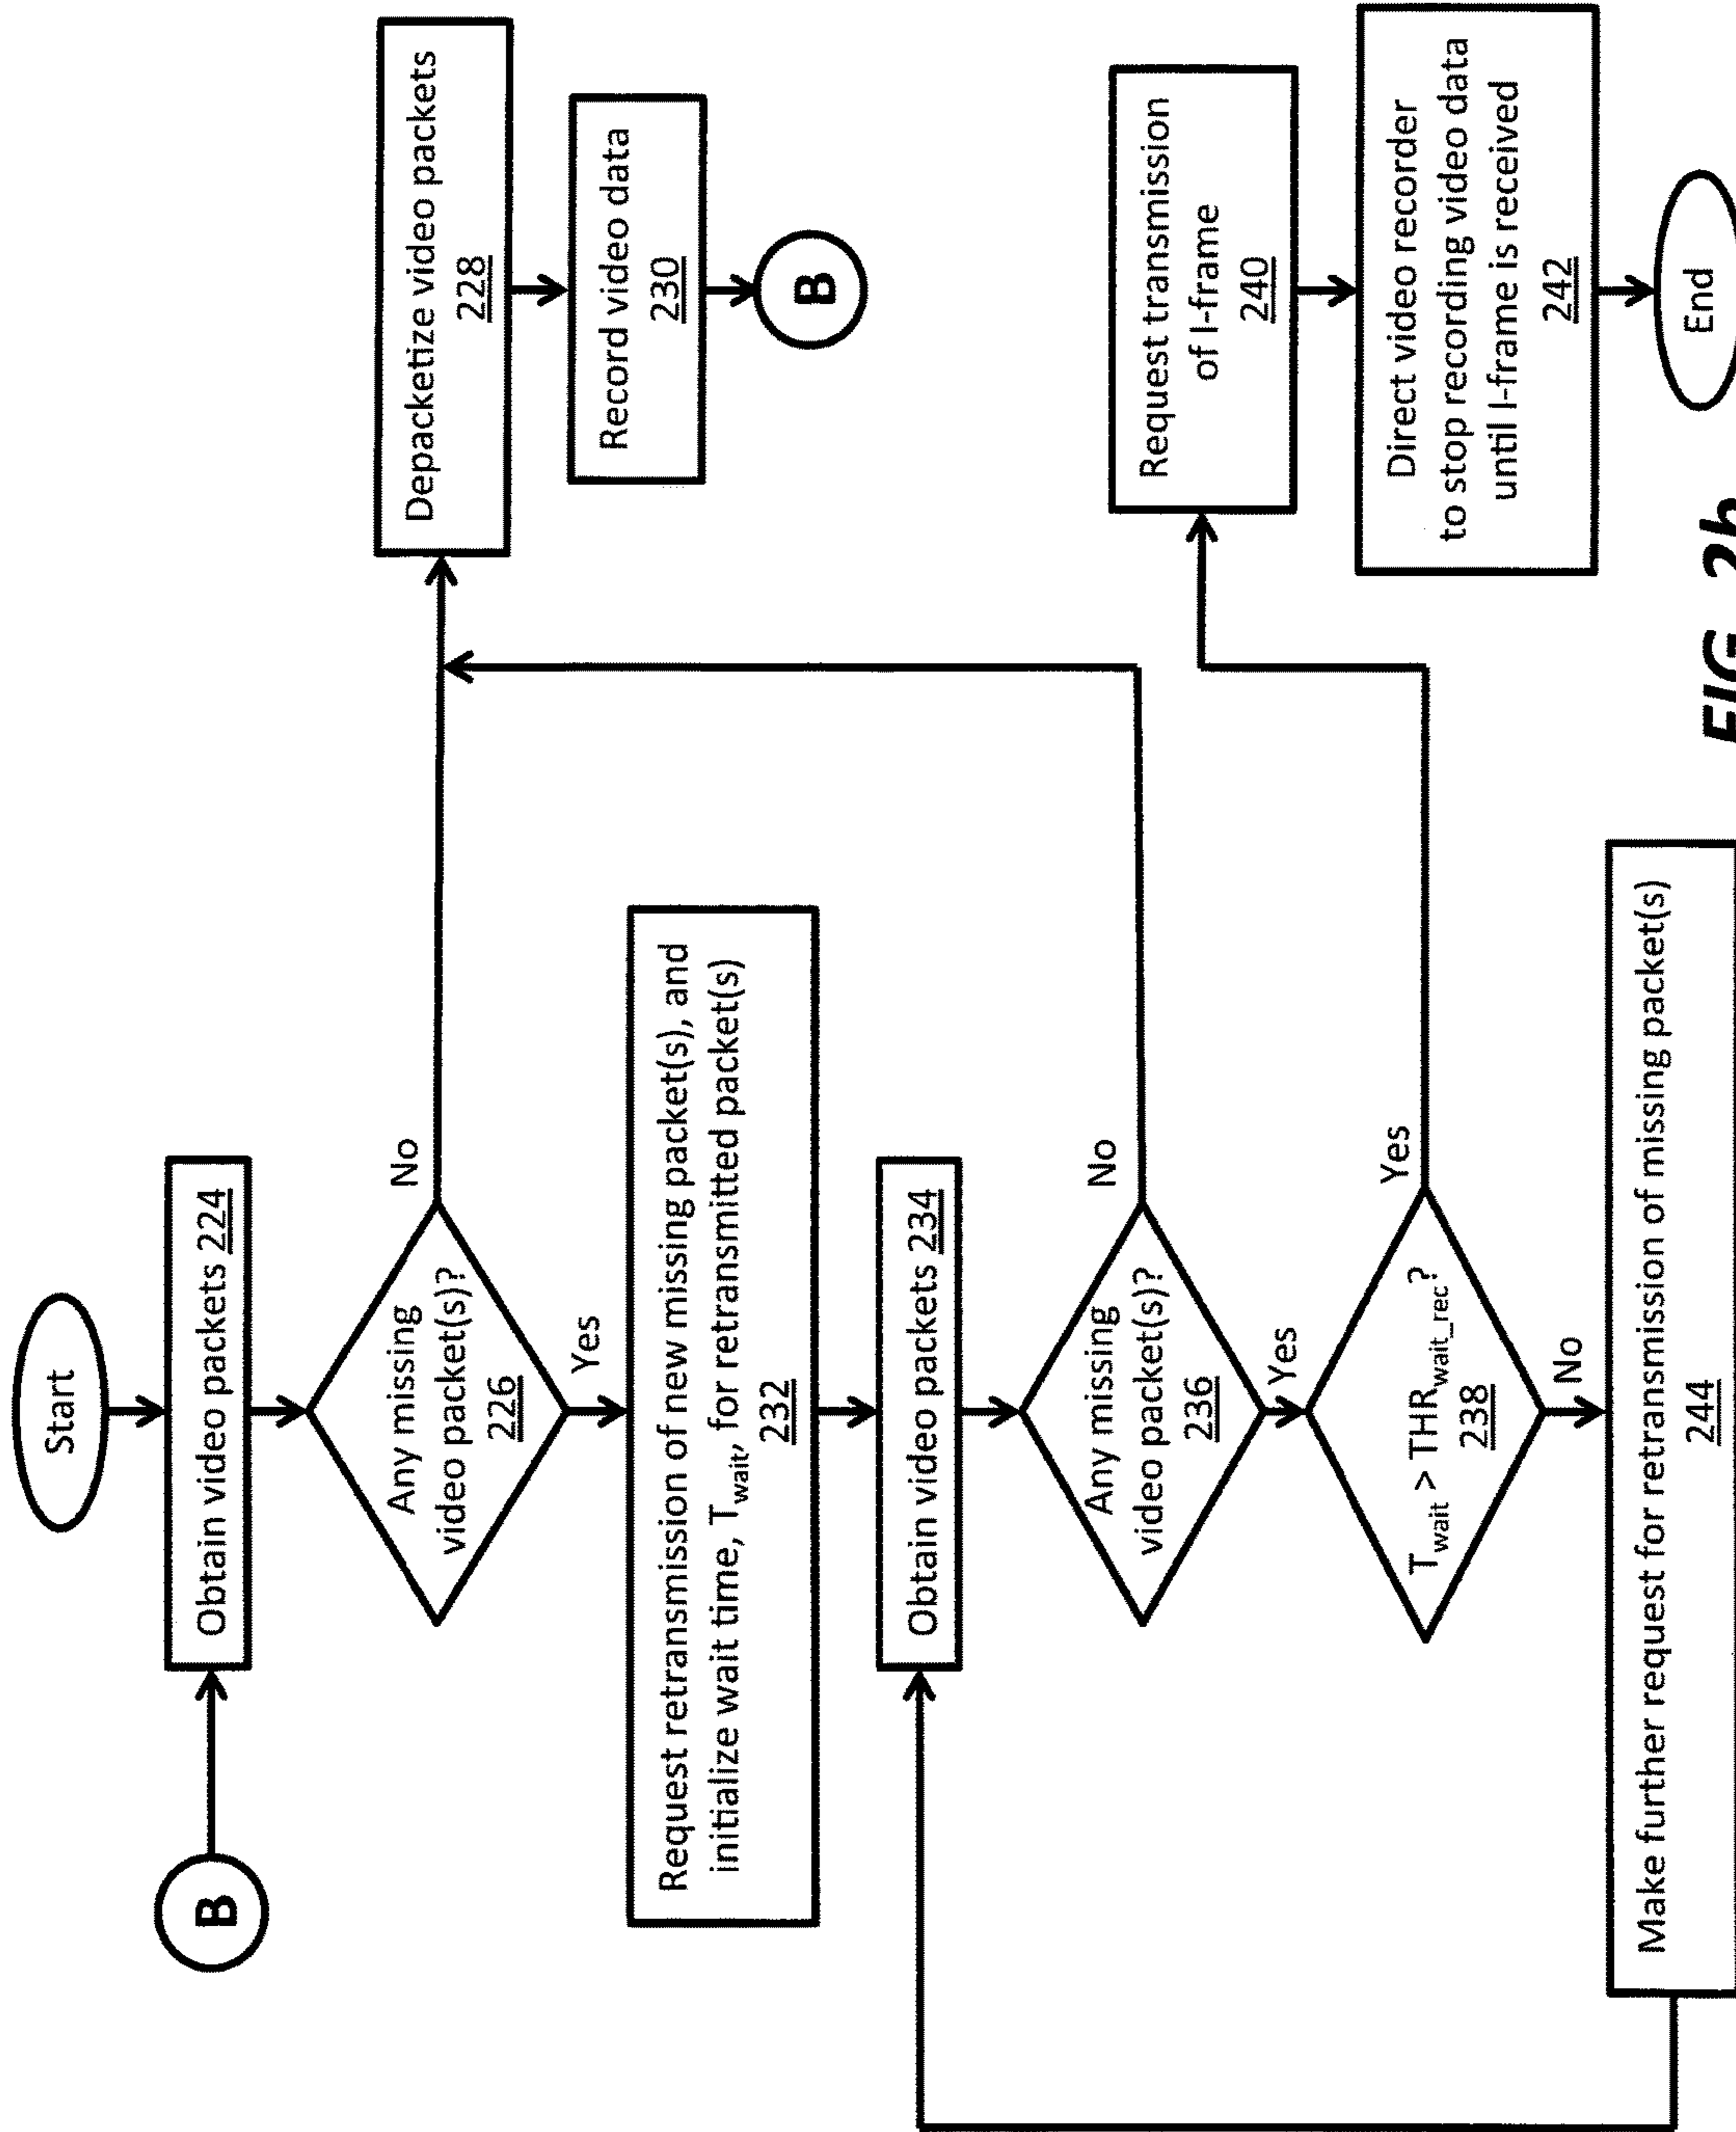 Start
B
Obtain video packets 224
Any missing
video packet(s)?
226
No
Yes
Depacketize video packets
228
Record video data
230
B
Request retransmission of new missing packet(s), and
initialize wait time, Twait, for retransmitted packet(s)
232
Obtain video packets 234
Any missing
video packet(s)?
236
No
Yes
Twait > THRwait_rec?
238
Yes
No
Request transmission
of I-frame
240
Direct video recorder
to stop recording video data
until I-frame is received
242
End
Make further request for retransmission of missing packet(s)
244
FIG. 2b